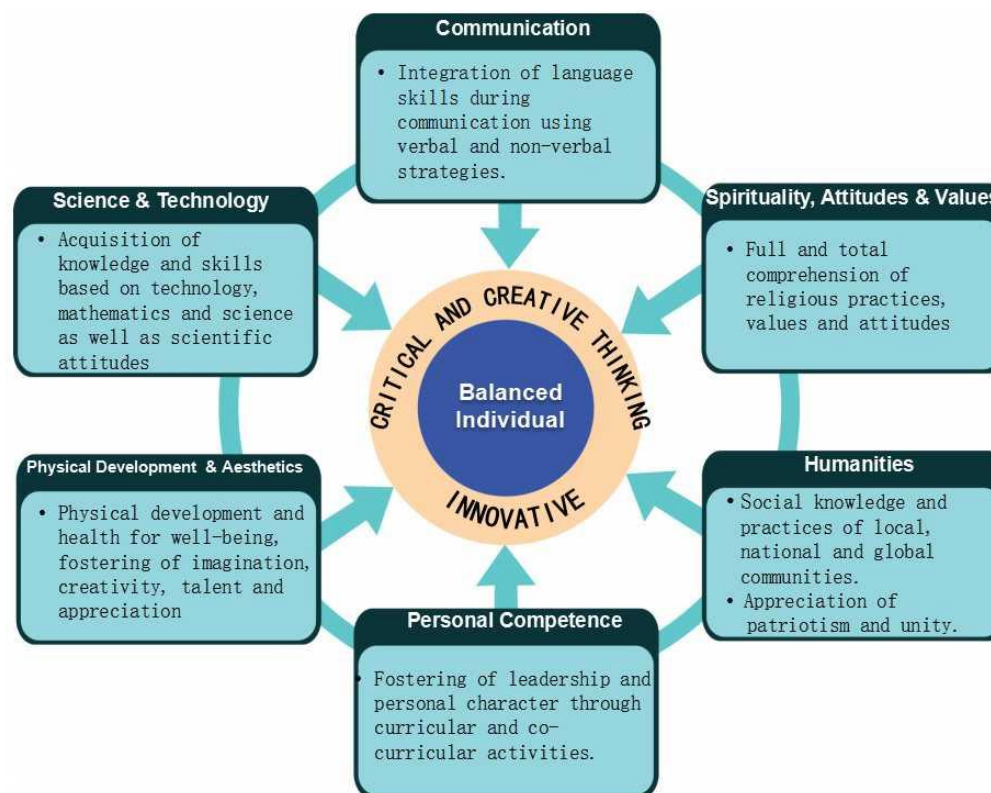 Communication
• Integration of language
skills during
communication using
verbal and non-verbal
strategies.
Science & Technology
• Acquisition of
knowledge and skills
based on technology,
mathematics and science
as well as scientific
attitudes
Spirituality, Attitudes & Values
• Full and total
comprehension of
religious practices,
values and attitudes
CRITICAL AND CREATIVE THINKING
Balanced
Individual
INNOVATIVE
Physical Development & Aesthetics
• Physical development and
health for well-being,
fostering of imagination,
creativity, talent and
appreciation
Humanities
• Social knowledge and
practices of local,
national and global
communities.
• Appreciation of
patriotism and unity.
Personal Competence
• Fostering of leadership and
personal character through
curricular and co-
curricular activities.